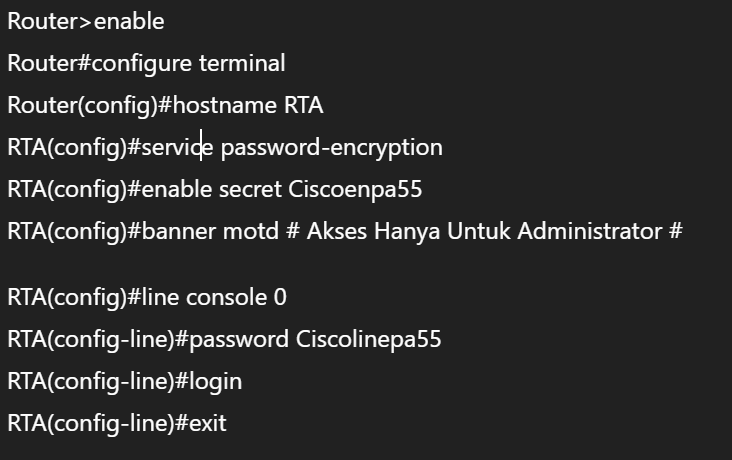 Router>enable
Router#configure terminal
Router(config)#hostname RTA
RTA(config)#service password-encryption
RTA(config)#enable secret Ciscoenpa55
RTA(config)#banner motd # Akses Hanya Untuk Administrator #
RTA(config)#line console 0
RTA(config-line)#password Ciscolinepa55
RTA(config-line)#login
RTA(config-line)#exit